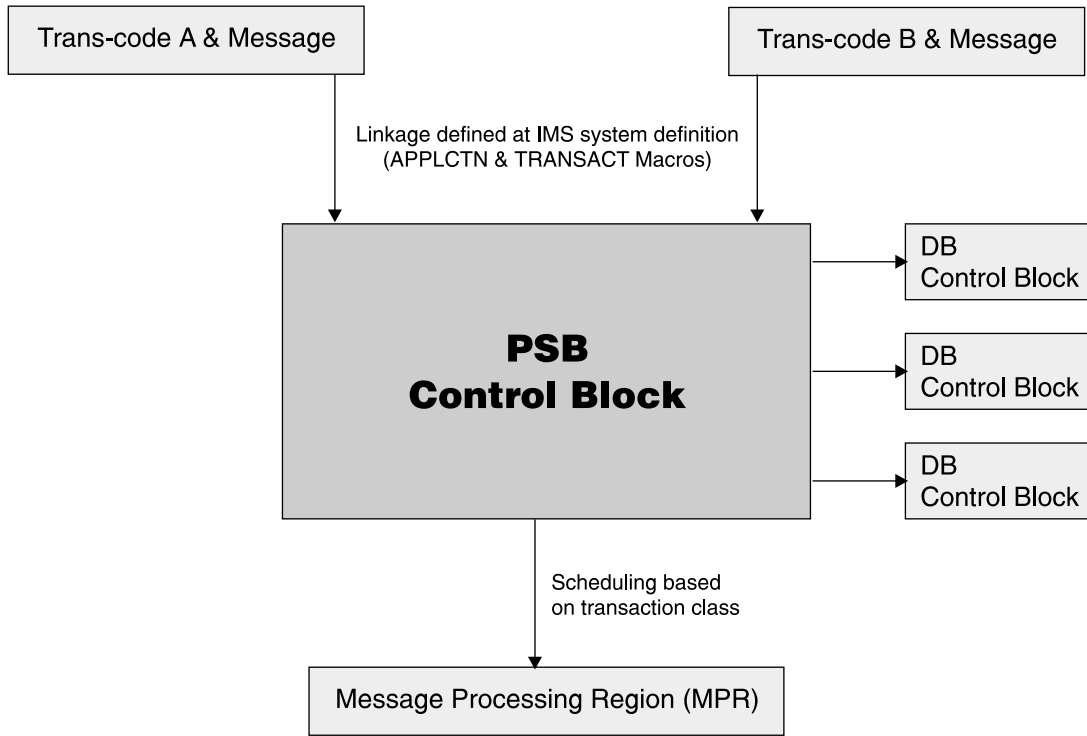 Trans-code A & Message
Trans-code B & Message
Linkage defined at IMS system definition
(APPLCTN & TRANSACT Macros)
PSB
Control Block
DB
Control Block
DB
Control Block
DB
Control Block
Scheduling based
on transaction class
Message Processing Region (MPR)